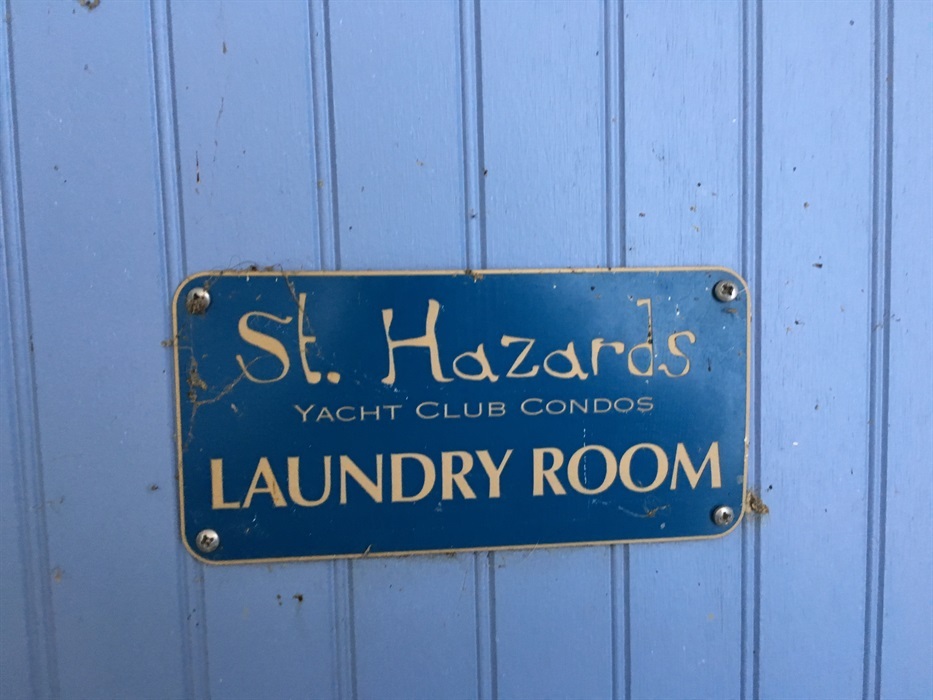 St. Hazards
YACHT CLUB CONDOS
LAUNDRY ROOM